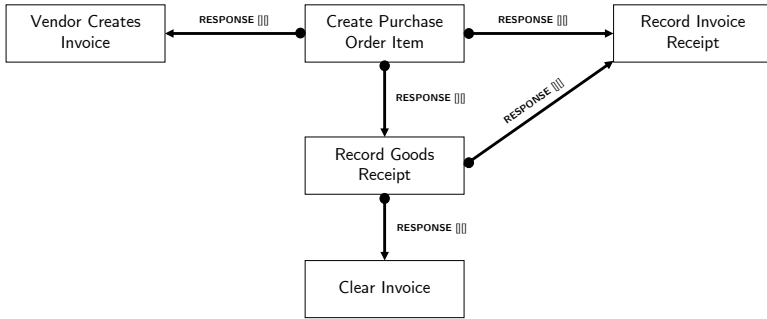 Vendor Creates
Invoice
RESPONSE [][]
Create Purchase
Order Item
RESPONSE [][]
Record Invoice
Receipt
RESPONSE [][]
RESPONSE [][]
Record Goods
Receipt
RESPONSE [][]
Clear Invoice